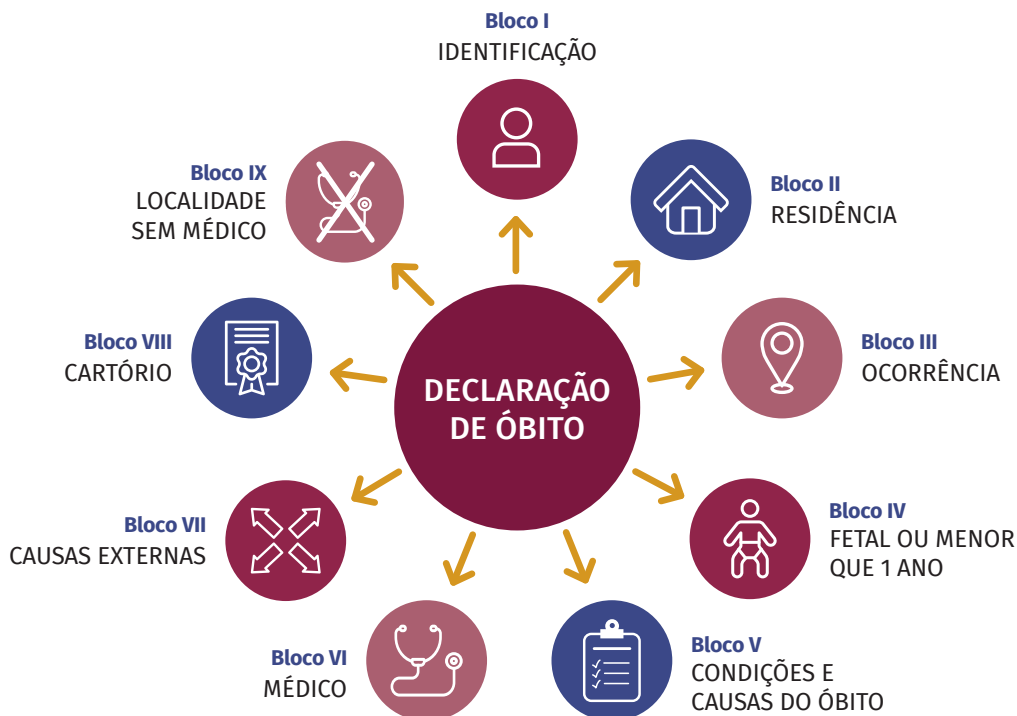 Bloco I
IDENTIFICAÇÃO
Bloco II
RESIDÊNCIA
Bloco III
OCORRÊNCIA
Bloco IV
FETAL OU MENOR
QUE 1 ANO
Bloco V
CONDIÇÕES E
CAUSAS DO ÓBITO
Bloco VI
MÉDICO
Bloco VII
CAUSAS EXTERNAS
Bloco VIII
CARTÓRIO
Bloco IX
LOCALIDADE
SEM MÉDICO
DECLARAÇÃO
DE ÓBITO